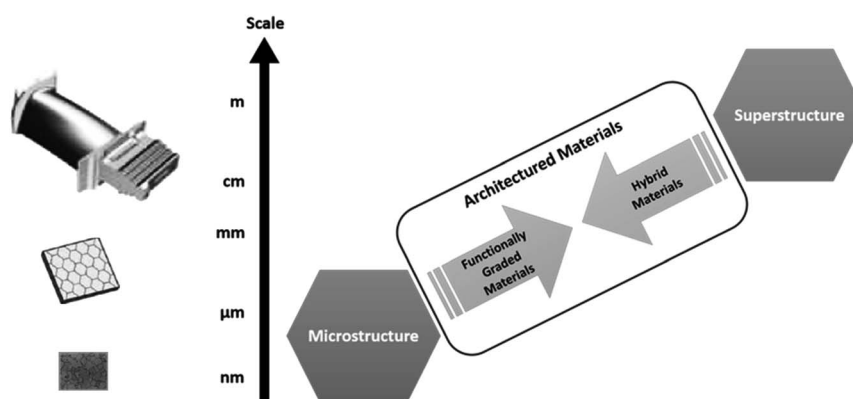 Scale
m
cm
mm
µm
nm
Superstructure
Architectured Materials
Hybrid
Materials
Functionally
Graded
Materials
Microstructure